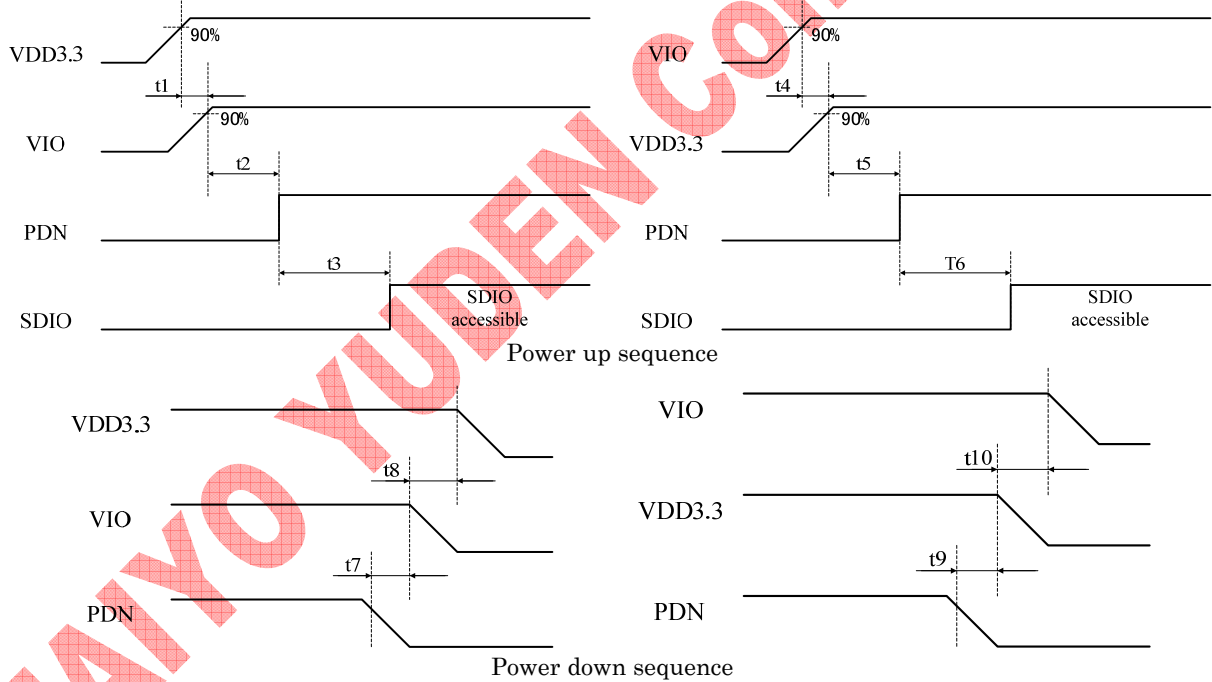 VDD3.3
90%
t1
VIO
90%
t2
PDN
t3
SDIO
SDIO
accessible
VIO
90%
t4
VDD3.3
90%
t5
PDN
T6
SDIO
SDIO
accessible
Power up sequence
VDD3.3
t8
VIO
t7
PDN
VIO
t10
VDD3.3
t9
PDN
Power down sequence
TAIYO YUDEN Con